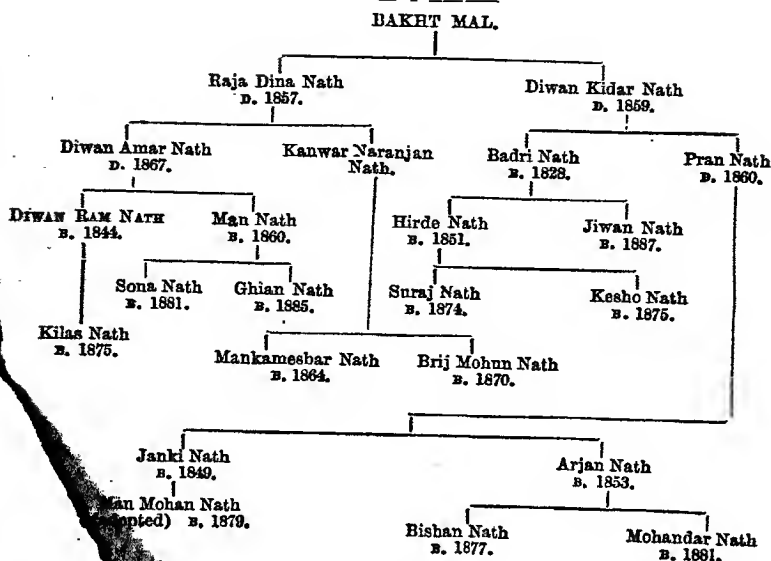 BAKHT MAL.
Raja Dina Nath Diwan Kidar Nath
D. 1857. D. 1859.
Diwan Amar Nath Kanwar Naranjan Badri Nath Pran Nath
D. 1867. Nath. B. 1828. D. 1860.
DIWAN RAM NATH Man Nath Hirde Nath Jiwan Nath
B. 1844. B. 1860. B. 1851. B. 1887.
Sona Nath Ghian Nath Suraj Nath Kesho Nath
B. 1881. B. 1885. B. 1874. B. 1875.
Kilas Nath
B. 1875.
Mankameshar Nath Brij Mohun Nath
B. 1864. B. 1870.
Janki Nath Arjan Nath
B. 1849. B. 1853.
Mohan Nath
B. 1879.
Bishan Nath Mohandar Nath
B. 1877. B. 1881.